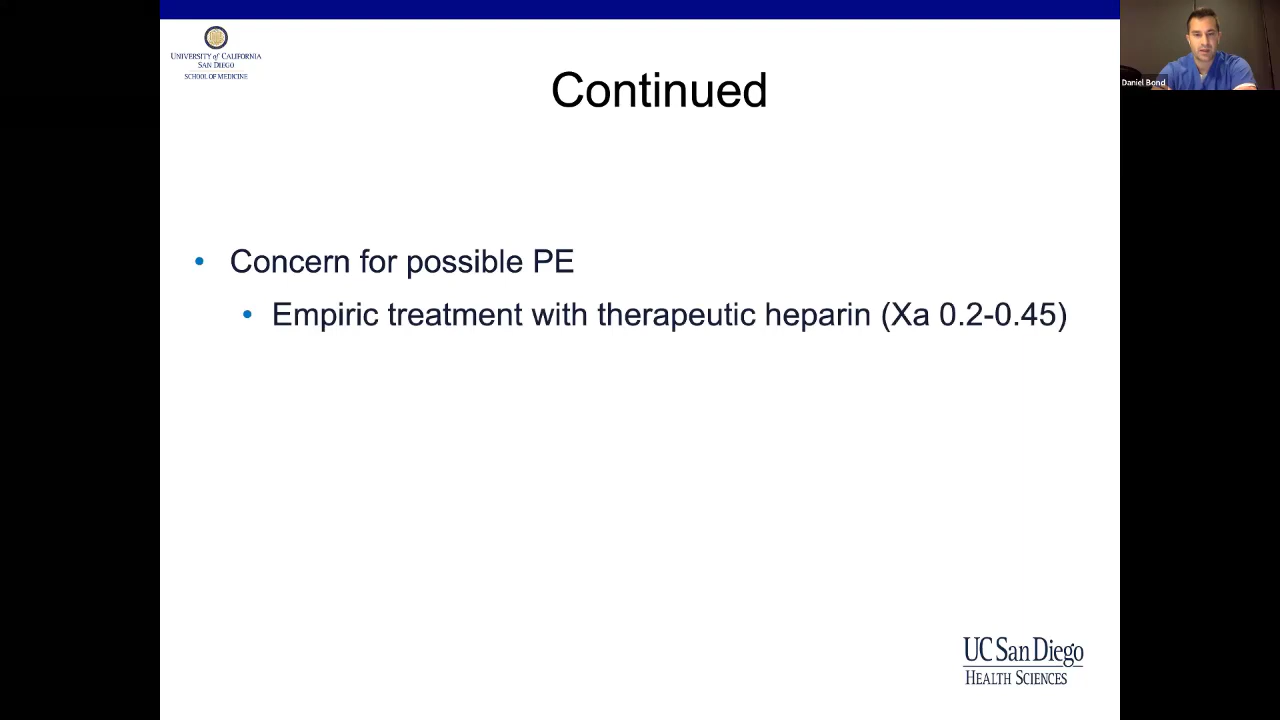 UNIVERSITY of CALIFORNIA
SAN DIEGO
SCHOOL OF MEDICINE
Daniel Bond
Continued
• Concern for possible PE
• Empiric treatment with therapeutic heparin (Xa 0.2-0.45)
UC San Diego
HEALTH SCIENCES